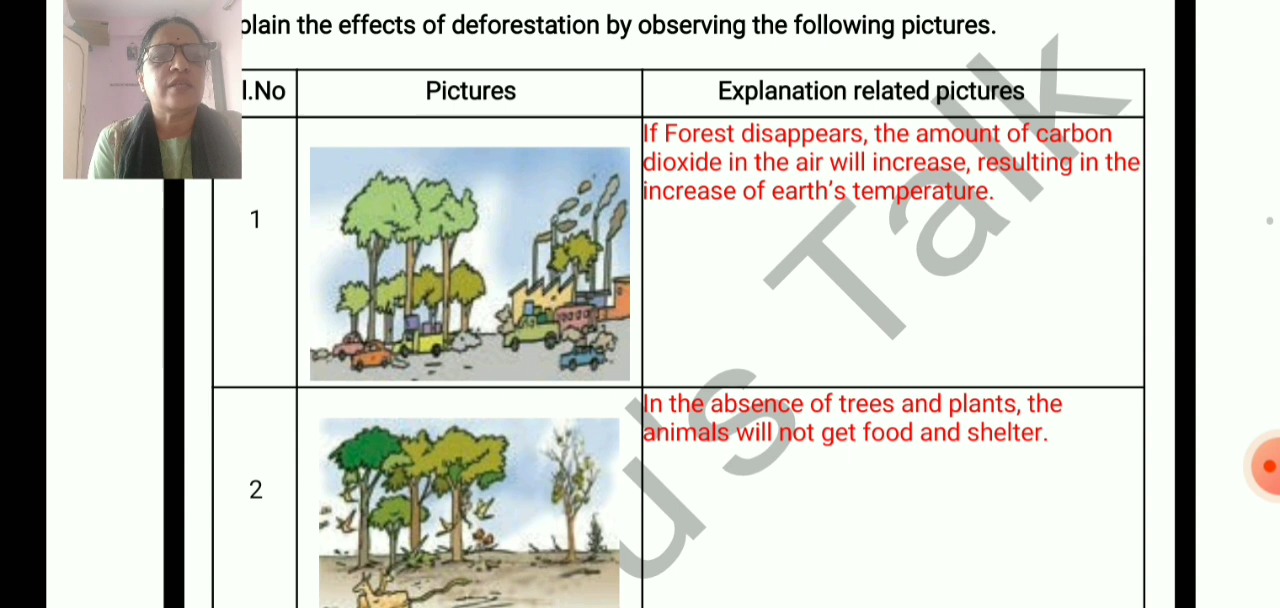 plain the effects of deforestation by observing the following pictures.
l.No Pictures Explanation related pictures
1
If Forest disappears, the amount of carbon
dioxide in the air will increase, resulting in the
increase of earth's temperature.
2
In the absence of trees and plants, the
animals will not get food and shelter.
us Talk